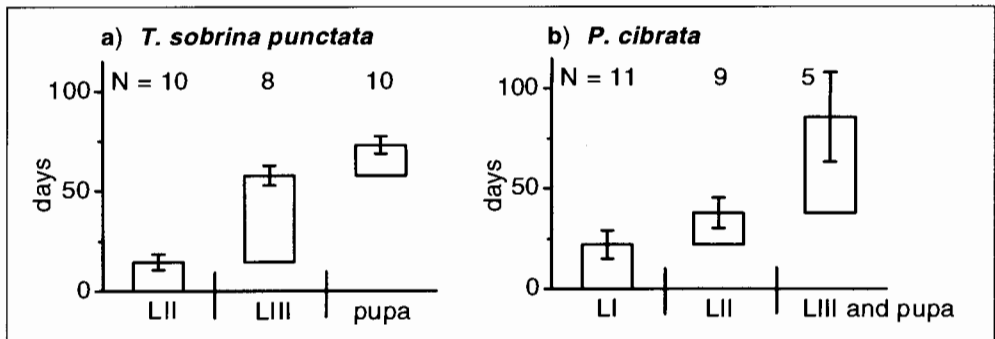 a) T. sobrina punctata
N = 10 8 10
100
50
0
days
LII LIII pupa
b) P. cibrata
N = 11 9 5
100
50
0
days
LI LII LIII and pupa